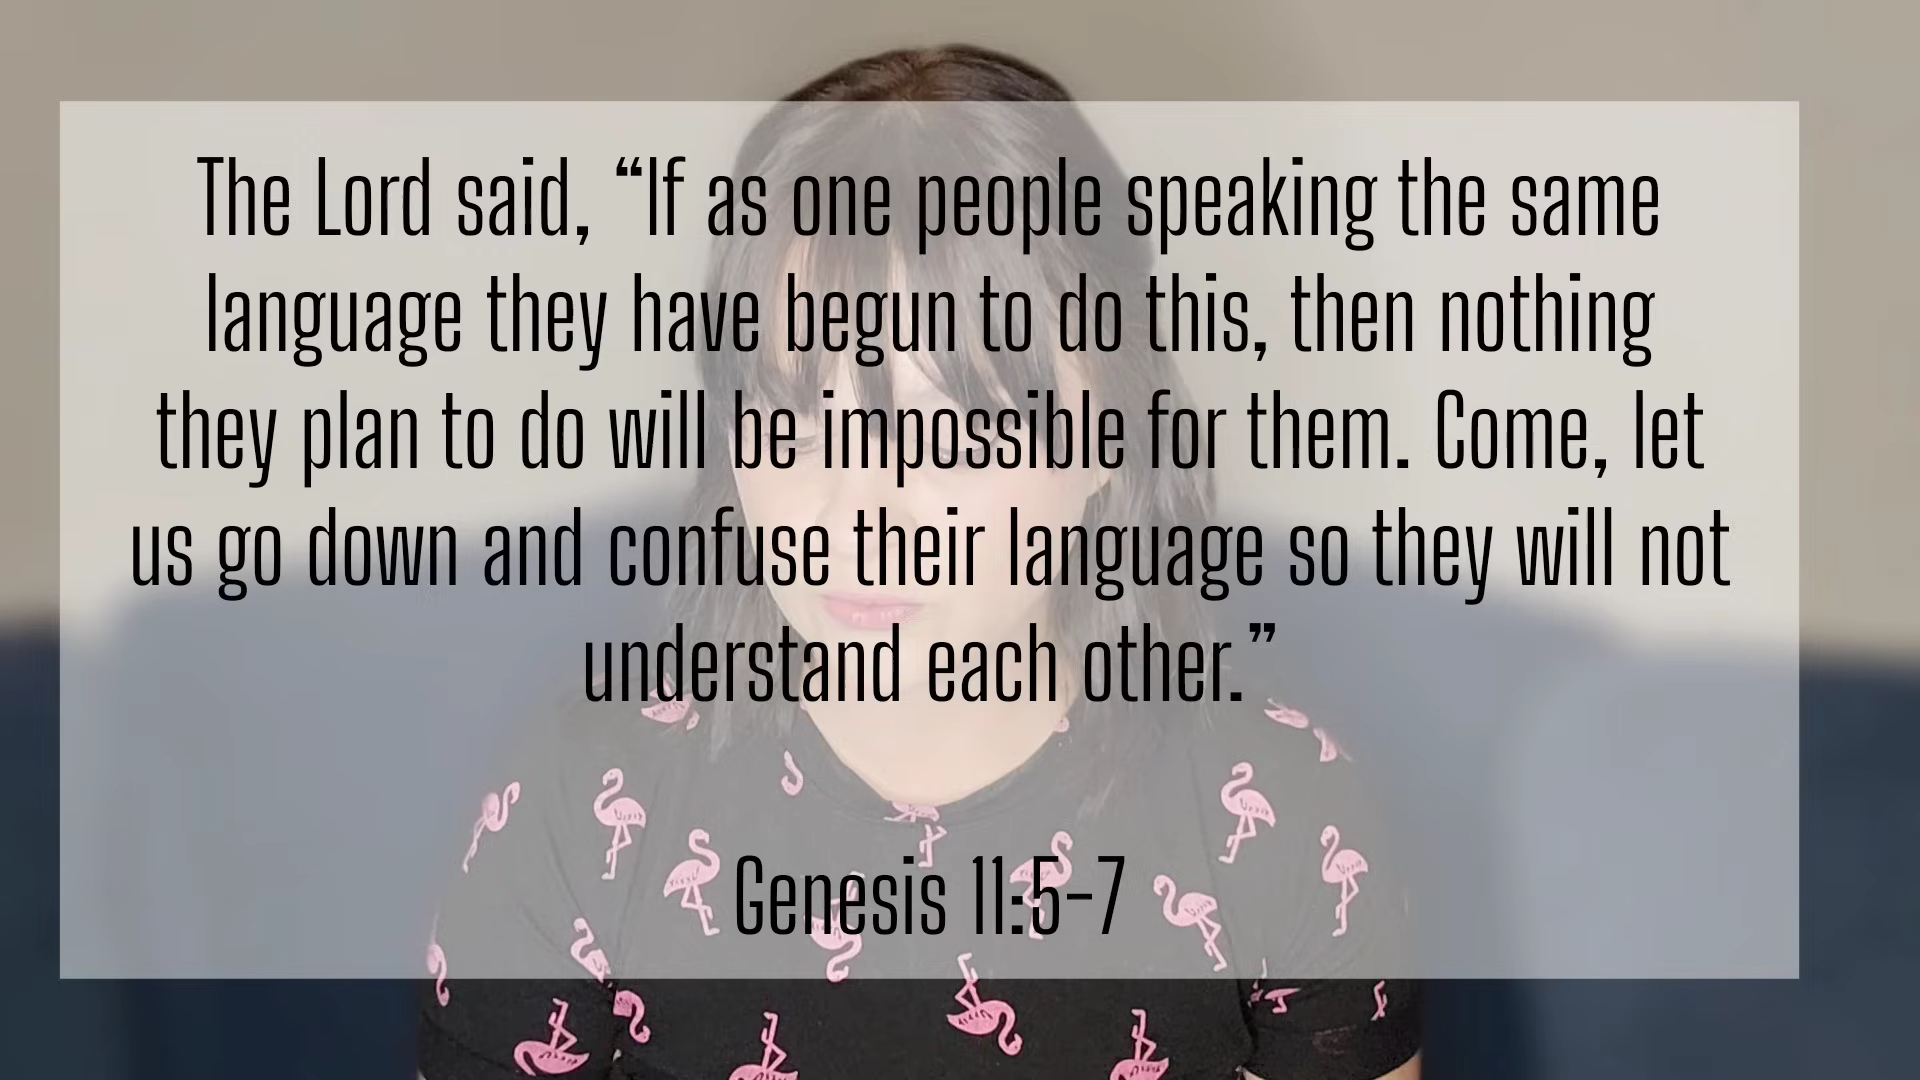 The Lord said, “If as one people speaking the same
language they have begun to do this, then nothing
they plan to do will be impossible for them. Come, let
us go down and confuse their language so they will not
understand each other.”
Genesis 11:5-7